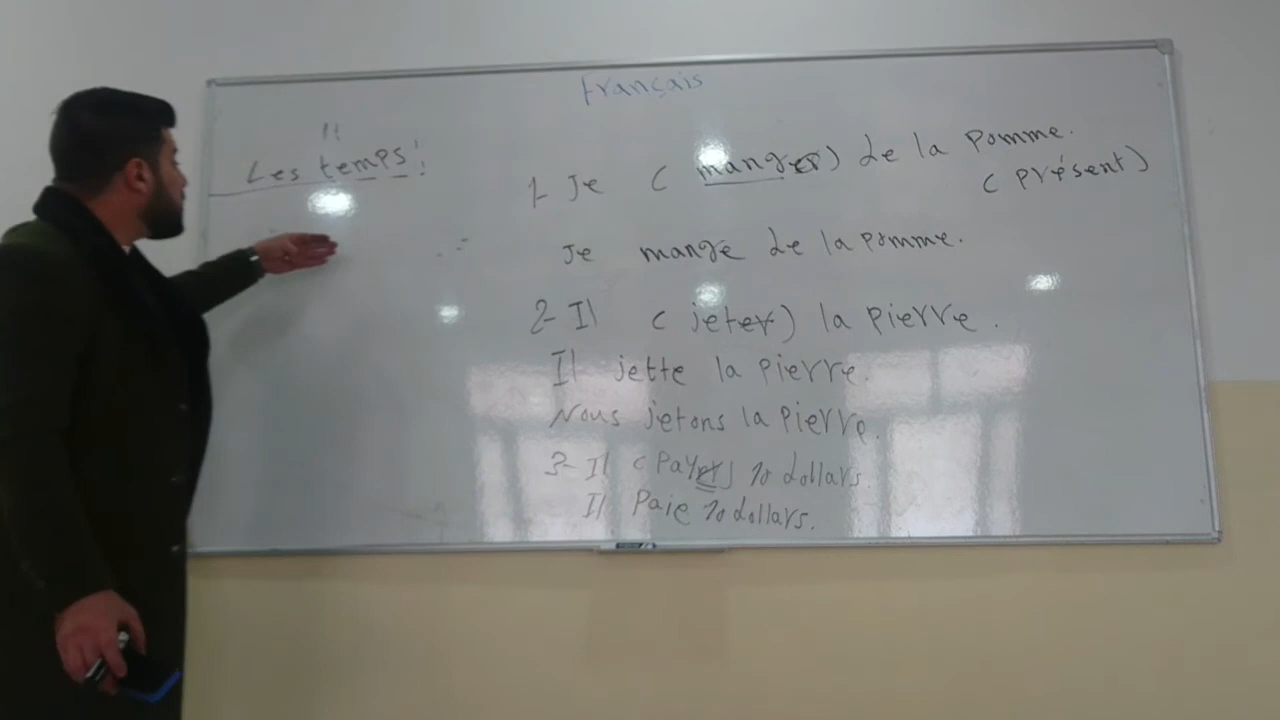 Français
Les temps :
1- Je (manger) de la pomme.
(présent)
Je mange de la pomme.
2- Il (jeter) la pierre.
Il jette la pierre.
Nous jetons la pierre.
3- Il (Payer) 10 dollars.
Il Paie 10 dollars.